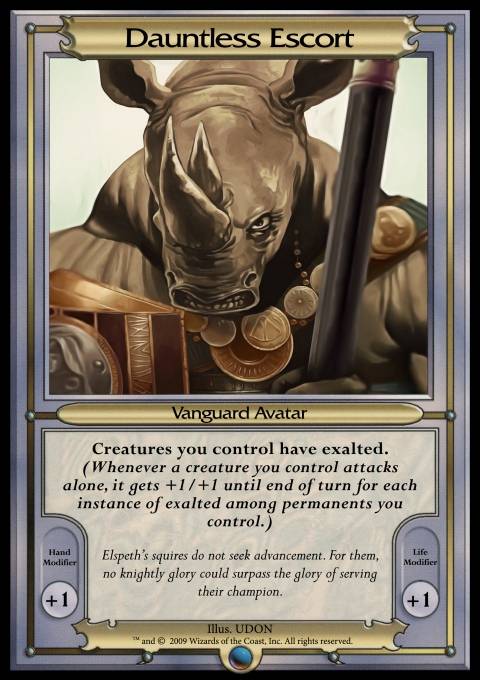 Dauntless Escort
Vanguard Avatar
Creatures you control have exalted.
(Whenever a creature you control attacks
alone, it gets +1/+1 until end of turn for each
instance of exalted among permanents you
control.)
Elspeth's squires do not seek advancement. For them,
no knightly glory could surpass the glory of serving
their champion.
Hand
Modifier
+1
Life
Modifier
+1
Illus. UDON
™ and © 2009 Wizards of the Coast, Inc. All rights reserved.